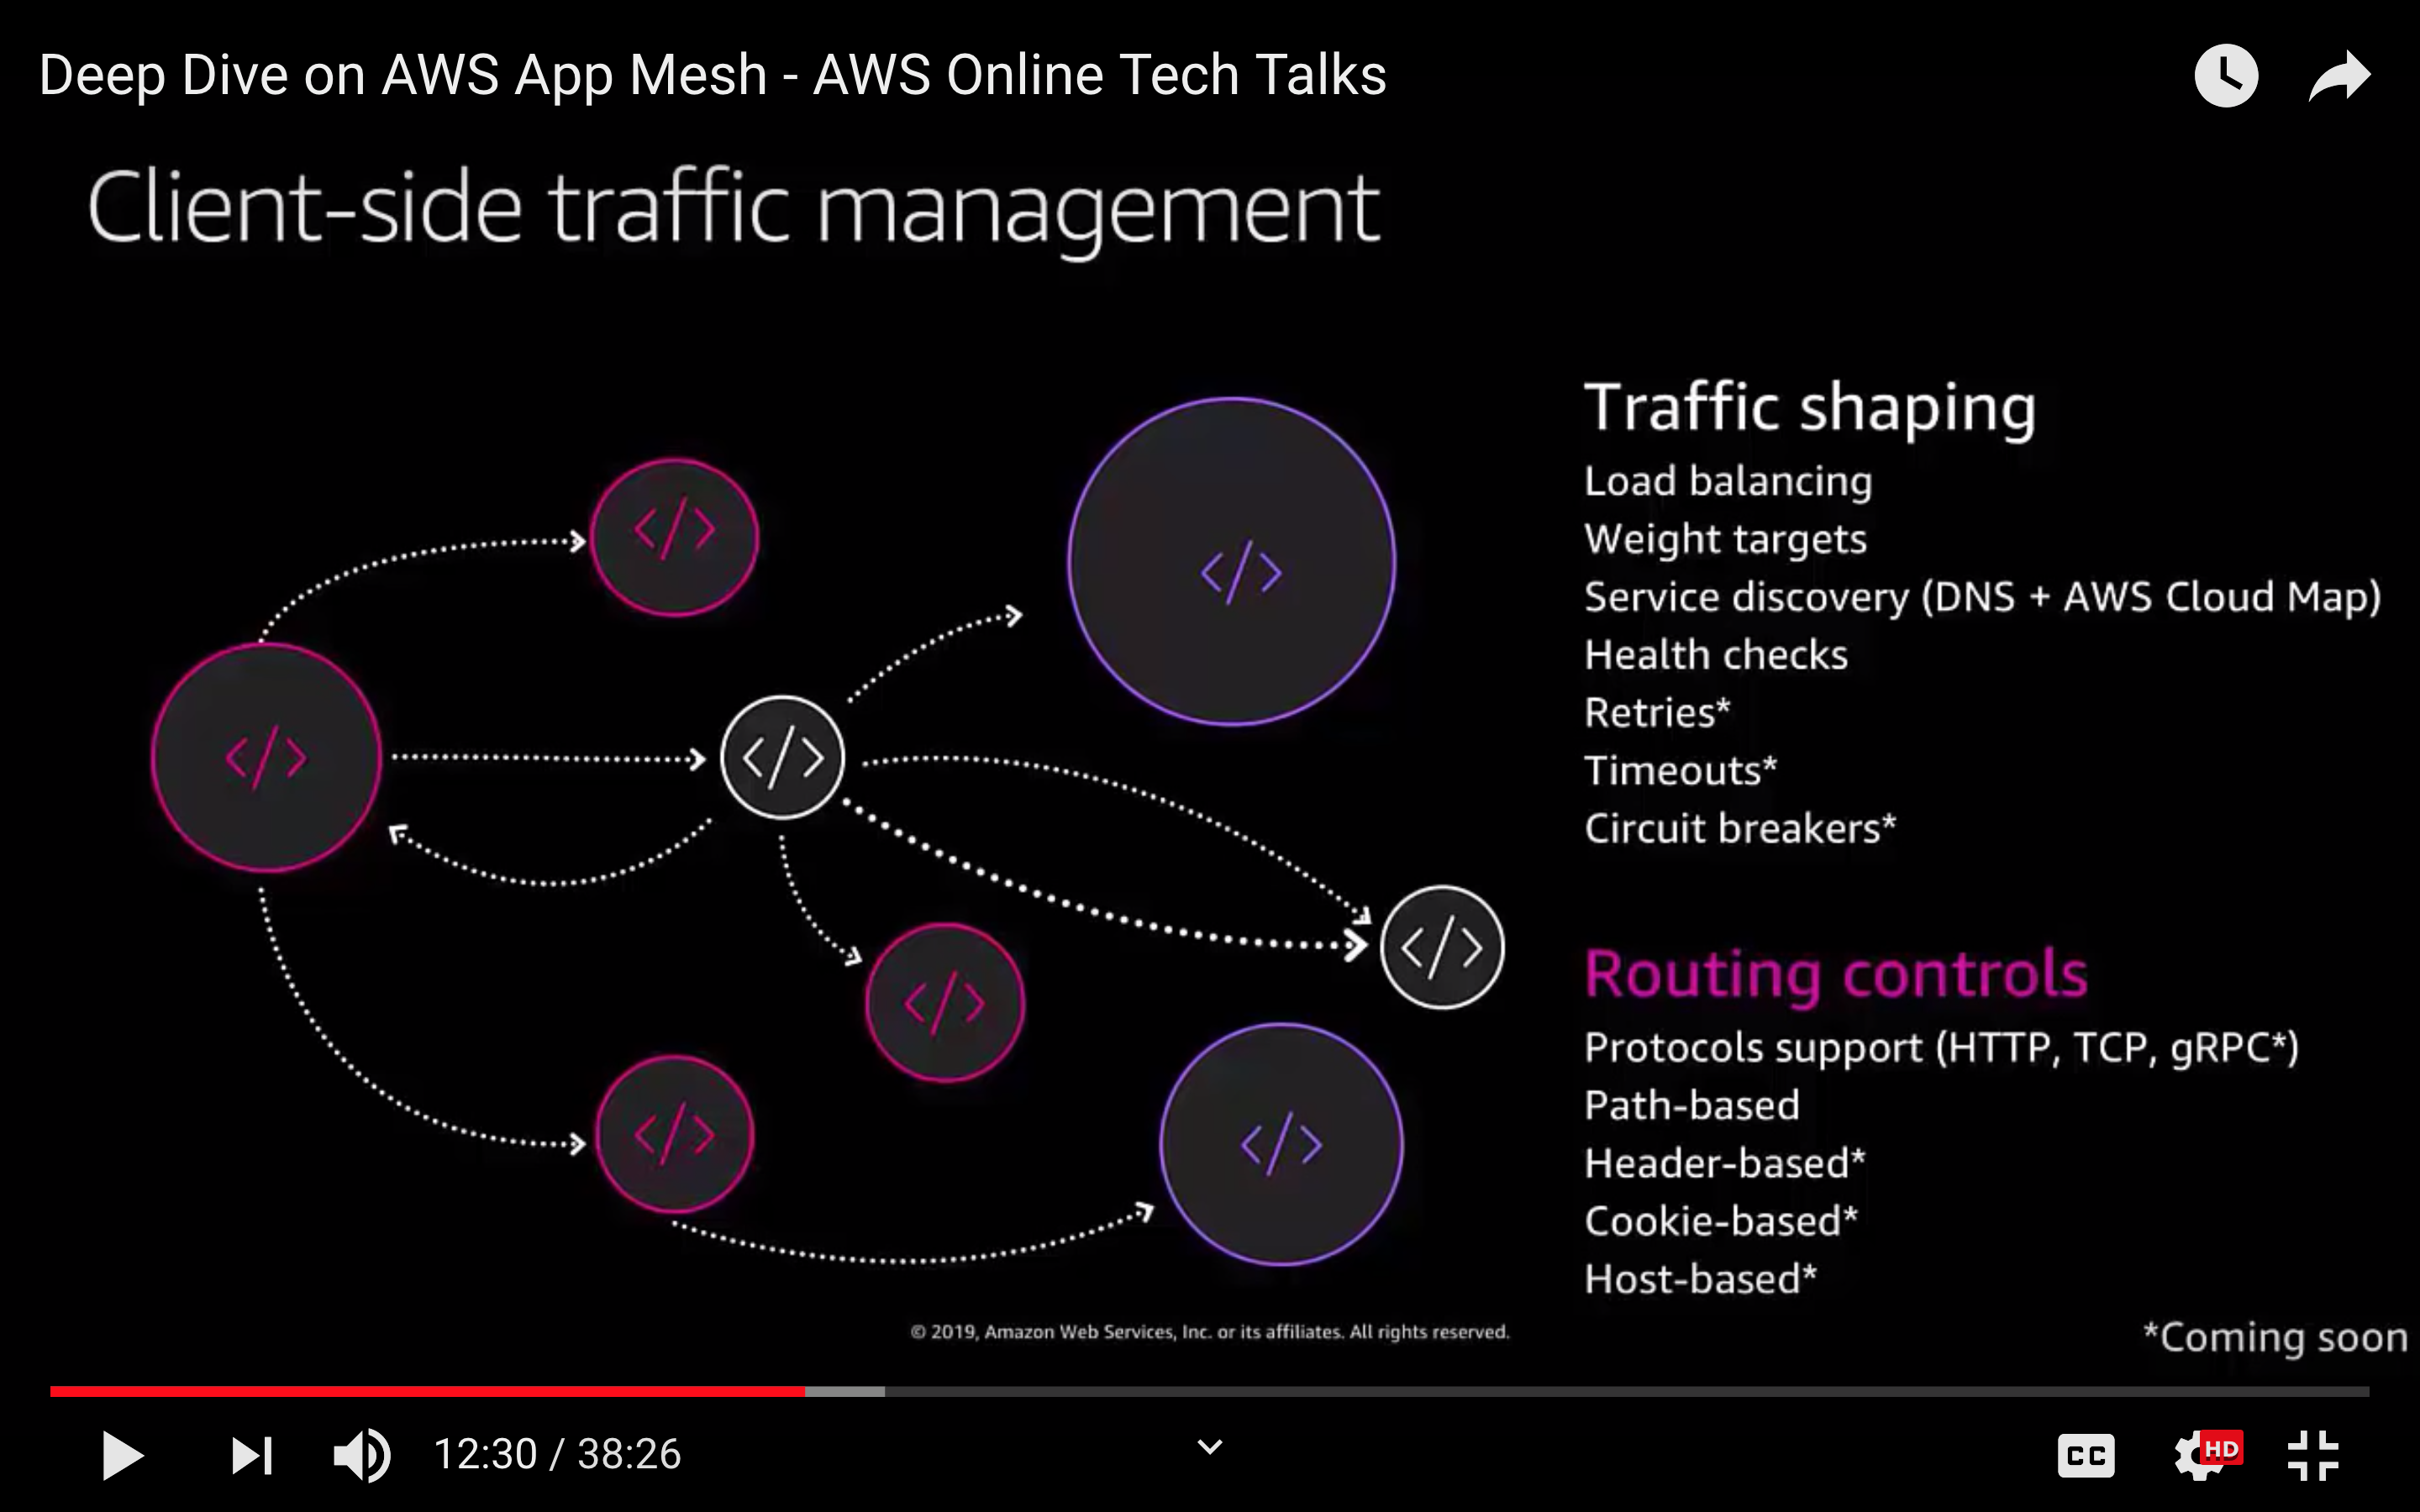 Deep Dive on AWS App Mesh - AWS Online Tech Talks
Client-side traffic management
</>
</>
</>
</>
</>
</>
</>
</>
Traffic shaping
Load balancing
Weight targets
Service discovery (DNS + AWS Cloud Map)
Health checks
Retries*
Timeouts*
Circuit breakers*
Routing controls
Protocols support (HTTP, TCP, gRPC*)
Path-based
Header-based*
Cookie-based*
Host-based*
© 2019, Amazon Web Services, Inc. or its affiliates. All rights reserved.
*Coming soon
12:30 / 38:26
CC
HD